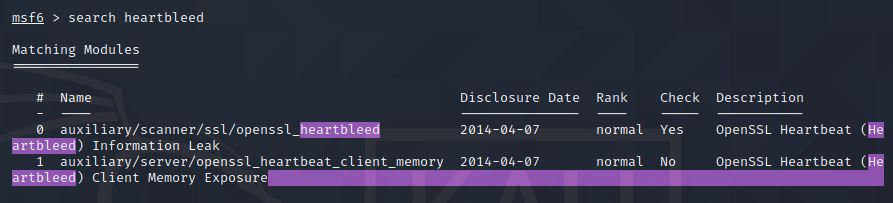 msf6 > search heartbleed
Matching Modules
================
# Name Disclosure Date Rank Check Description
- ---- --------------- ---- ----- -----------
0 auxiliary/scanner/ssl/openssl_heartbleed 2014-04-07 normal Yes OpenSSL Heartbeat (He
artbleed) Information Leak
1 auxiliary/server/openssl_heartbeat_client_memory 2014-04-07 No OpenSSL Heartbeat (He
artbleed) Client Memory Exposure